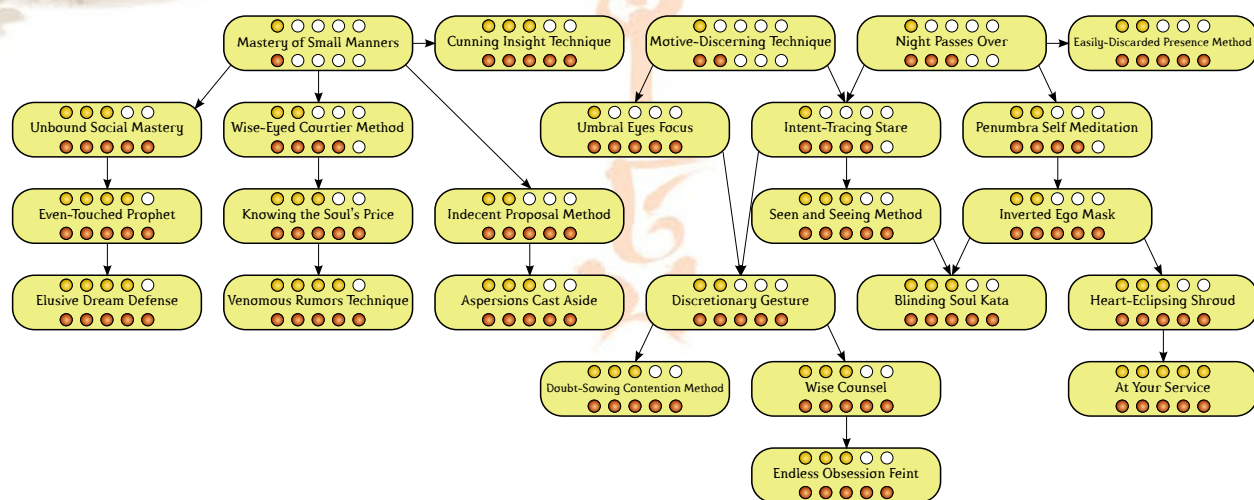 Mastery of Small Manners
Cunning Insight Technique
Motive-Discerning Technique
Night Passes Over
Easily-Discarded Presence Method
Unbound Social Mastery
Wise-Eyed Courtier Method
Umbral Eyes Focus
Intent-Tracing Stare
Penumbra Self Meditation
Even-Touched Prophet
Knowing the Soul's Price
Indecent Proposal Method
Seen and Seeing Method
Inverted Ego Mask
Elusive Dream Defense
Venomous Rumors Technique
Aspersions Cast Aside
Discretionary Gesture
Blinding Soul Kata
Heart-Eclipsing Shroud
Doubt-Sowing Contention Method
Wise Counsel
At Your Service
Endless Obsession Feint